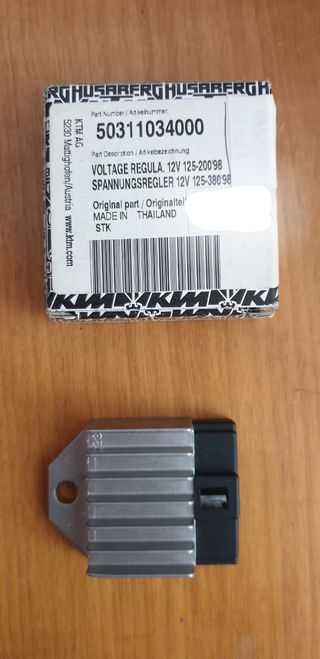 HUSABERG HUSABERG
Part Number / Artikelnummer
50311034000
Part Description / Artikelbezeichnung
VOLTAGE REGULA. 12V 125-200'98
SPANNUNGSREGLER 12V 125-380'98
Original part / Originalteil
MADE IN THAILAND
STK
KTM AG
5230 Mattighofen/Austria www.ktm.com
KTM KTM